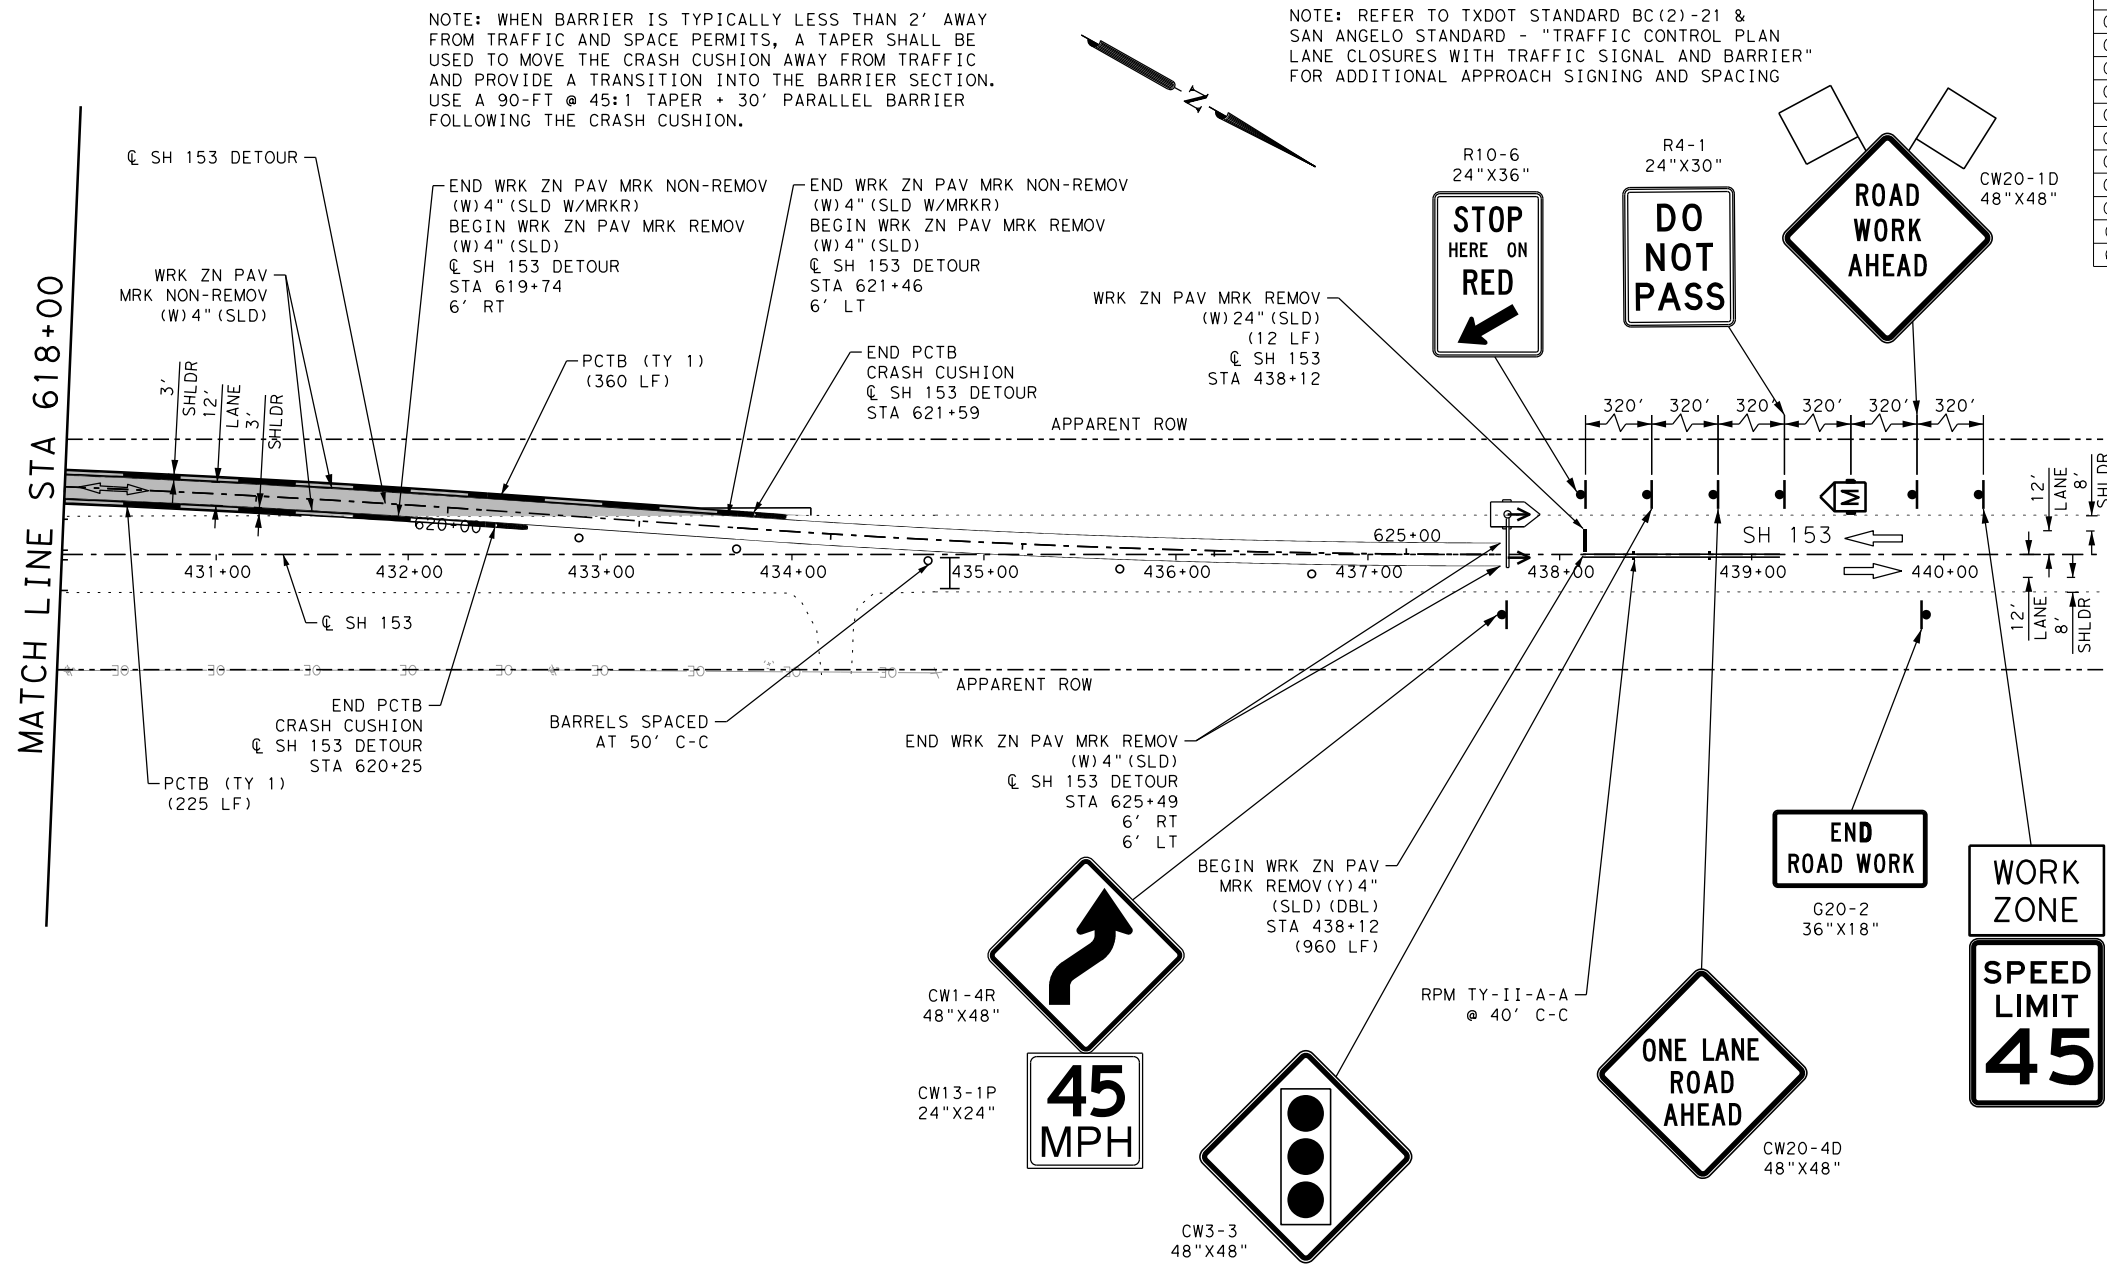 NOTE: WHEN BARRIER IS TYPICALLY LESS THAN 2' AWAY
FROM TRAFFIC AND SPACE PERMITS, A TAPER SHALL BE
USED TO MOVE THE CRASH CUSHION AWAY FROM TRAFFIC
AND PROVIDE A TRANSITION INTO THE BARRIER SECTION.
USE A 90-FT @ 45:1 TAPER + 30' PARALLEL BARRIER
FOLLOWING THE CRASH CUSHION.
NOTE: REFER TO TXDOT STANDARD BC(2)-21 &
SAN ANGELO STANDARD - "TRAFFIC CONTROL PLAN
LANE CLOSURES WITH TRAFFIC SIGNAL AND BARRIER"
FOR ADDITIONAL APPROACH SIGNING AND SPACING
N
MATCH LINE STA 618+00
℄ SH 153 DETOUR
WRK ZN PAV
MRK NON-REMOV
(W)4"(SLD)
END WRK ZN PAV MRK NON-REMOV
(W)4"(SLD W/MRKR)
BEGIN WRK ZN PAV MRK REMOV
(W)4"(SLD)
℄ SH 153 DETOUR
STA 619+74
6' RT
END WRK ZN PAV MRK NON-REMOV
(W)4"(SLD W/MRKR)
BEGIN WRK ZN PAV MRK REMOV
(W)4"(SLD)
℄ SH 153 DETOUR
STA 621+46
6' LT
PCTB (TY 1)
(360 LF)
END PCTB
CRASH CUSHION
℄ SH 153 DETOUR
STA 621+59
WRK ZN PAV MRK REMOV
(W)24"(SLD)
(12 LF)
℄ SH 153
STA 438+12
R10-6
24"X36"
STOP
HERE ON
RED
R4-1
24"X30"
DO
NOT
PASS
ROAD
WORK
AHEAD
CW20-1D
48"X48"
3'
SHLDR
12'
LANE
3'
SHLDR
APPARENT ROW
320'
320'
320'
320'
320'
320'
M
SH 153
12'
LANE
8'
SHLDR
620+00
625+00
431+00
432+00
433+00
434+00
435+00
436+00
437+00
438+00
439+00
440+00
12'
LANE
8'
SHLDR
℄ SH 153
OE
OE
OE
OE
OE
OE
OE
OE
OE
APPARENT ROW
END PCTB
CRASH CUSHION
℄ SH 153 DETOUR
STA 620+25
PCTB (TY 1)
(225 LF)
BARRELS SPACED
AT 50' C-C
END WRK ZN PAV MRK REMOV
(W)4"(SLD)
℄ SH 153 DETOUR
STA 625+49
6' RT
6' LT
BEGIN WRK ZN PAV
MRK REMOV(Y)4"
(SLD)(DBL)
STA 438+12
(960 LF)
RPM TY-II-A-A
@ 40' C-C
CW1-4R
48"X48"
CW13-1P
24"X24"
45
MPH
CW3-3
48"X48"
ONE LANE
ROAD
AHEAD
CW20-4D
48"X48"
END
ROAD WORK
G20-2
36"X18"
WORK
ZONE
SPEED
LIMIT
45